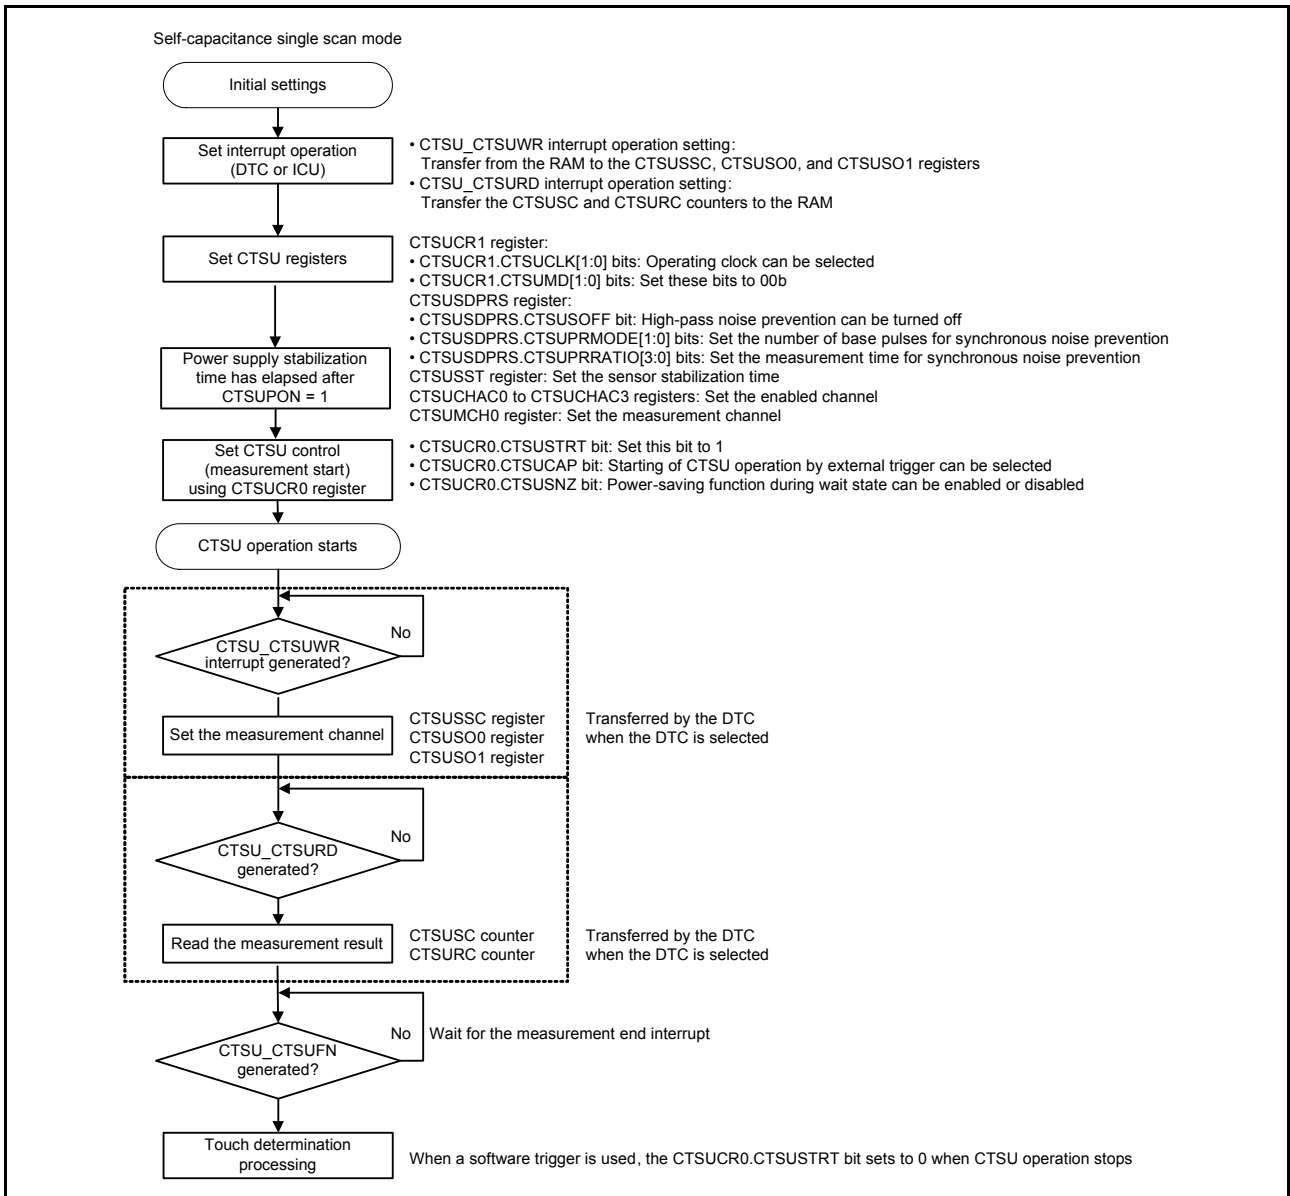 Self-capacitance single scan mode
Initial settings
Set interrupt operation
(DTC or ICU)
• CTSU_CTSUWR interrupt operation setting:
Transfer from the RAM to the CTSUSSC, CTSUSO0, and CTSUSO1 registers
• CTSU_CTSURD interrupt operation setting:
Transfer the CTSUSC and CTSURC counters to the RAM
Set CTSU registers
CTSUCR1 register:
• CTSUCR1.CTSUCLK[1:0] bits: Operating clock can be selected
• CTSUCR1.CTSUMD[1:0] bits: Set these bits to 00b
CTSUSDPRS register:
• CTSUSDPRS.CTSUSOFF bit: High-pass noise prevention can be turned off
• CTSUSDPRS.CTSUPRMODE[1:0] bits: Set the number of base pulses for synchronous noise prevention
• CTSUSDPRS.CTSUPRRATIO[3:0] bits: Set the measurement time for synchronous noise prevention
CTSUSST register: Set the sensor stabilization time
CTSUCHAC0 to CTSUCHAC3 registers: Set the enabled channel
CTSUMCH0 register: Set the measurement channel
Power supply stabilization
time has elapsed after
CTSUPON = 1
Set CTSU control
(measurement start)
using CTSUCR0 register
• CTSUCR0.CTSUSTRT bit: Set this bit to 1
• CTSUCR0.CTSUCAP bit: Starting of CTSU operation by external trigger can be selected
• CTSUCR0.CTSUSNZ bit: Power-saving function during wait state can be enabled or disabled
CTSU operation starts
CTSU_CTSUWR
interrupt generated?
No
Set the measurement channel
CTSUSSC register
CTSUSO0 register
CTSUSO1 register
Transferred by the DTC
when the DTC is selected
CTSU_CTSURD
generated?
No
Read the measurement result
CTSUSC counter
CTSURC counter
Transferred by the DTC
when the DTC is selected
CTSU_CTSUFN
generated?
No
Wait for the measurement end interrupt
Touch determination
processing
When a software trigger is used, the CTSUCR0.CTSUSTRT bit sets to 0 when CTSU operation stops